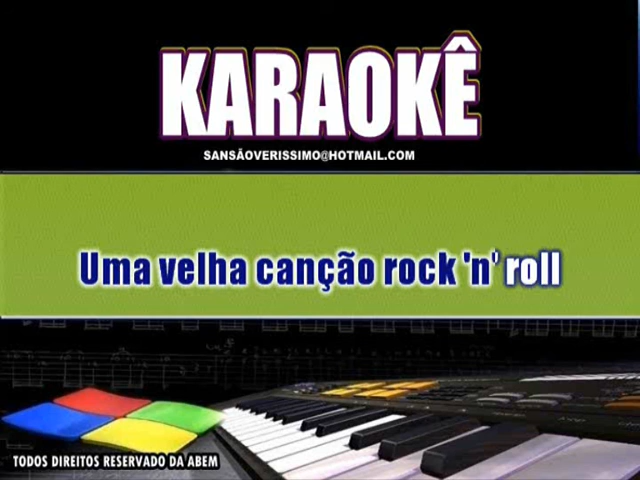 KARAOKÊ
SANSÃOVERISSIMO@HOTMAIL.COM
Uma velha canção rock 'n' roll
TODOS DIREITOS RESERVADO DA ABEM